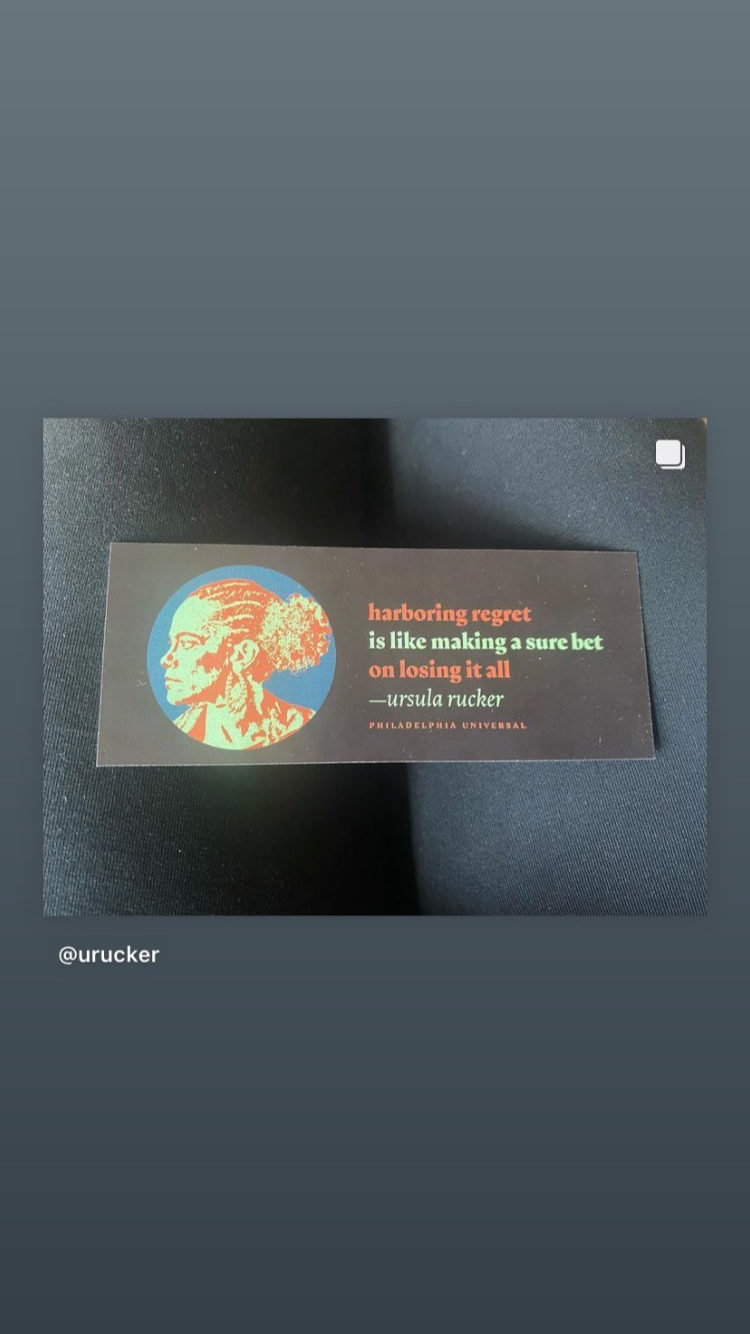 harboring regret
is like making a sure bet
on losing it all
—ursula rucker
PHILADELPHIA UNIVERSAL
@urucker